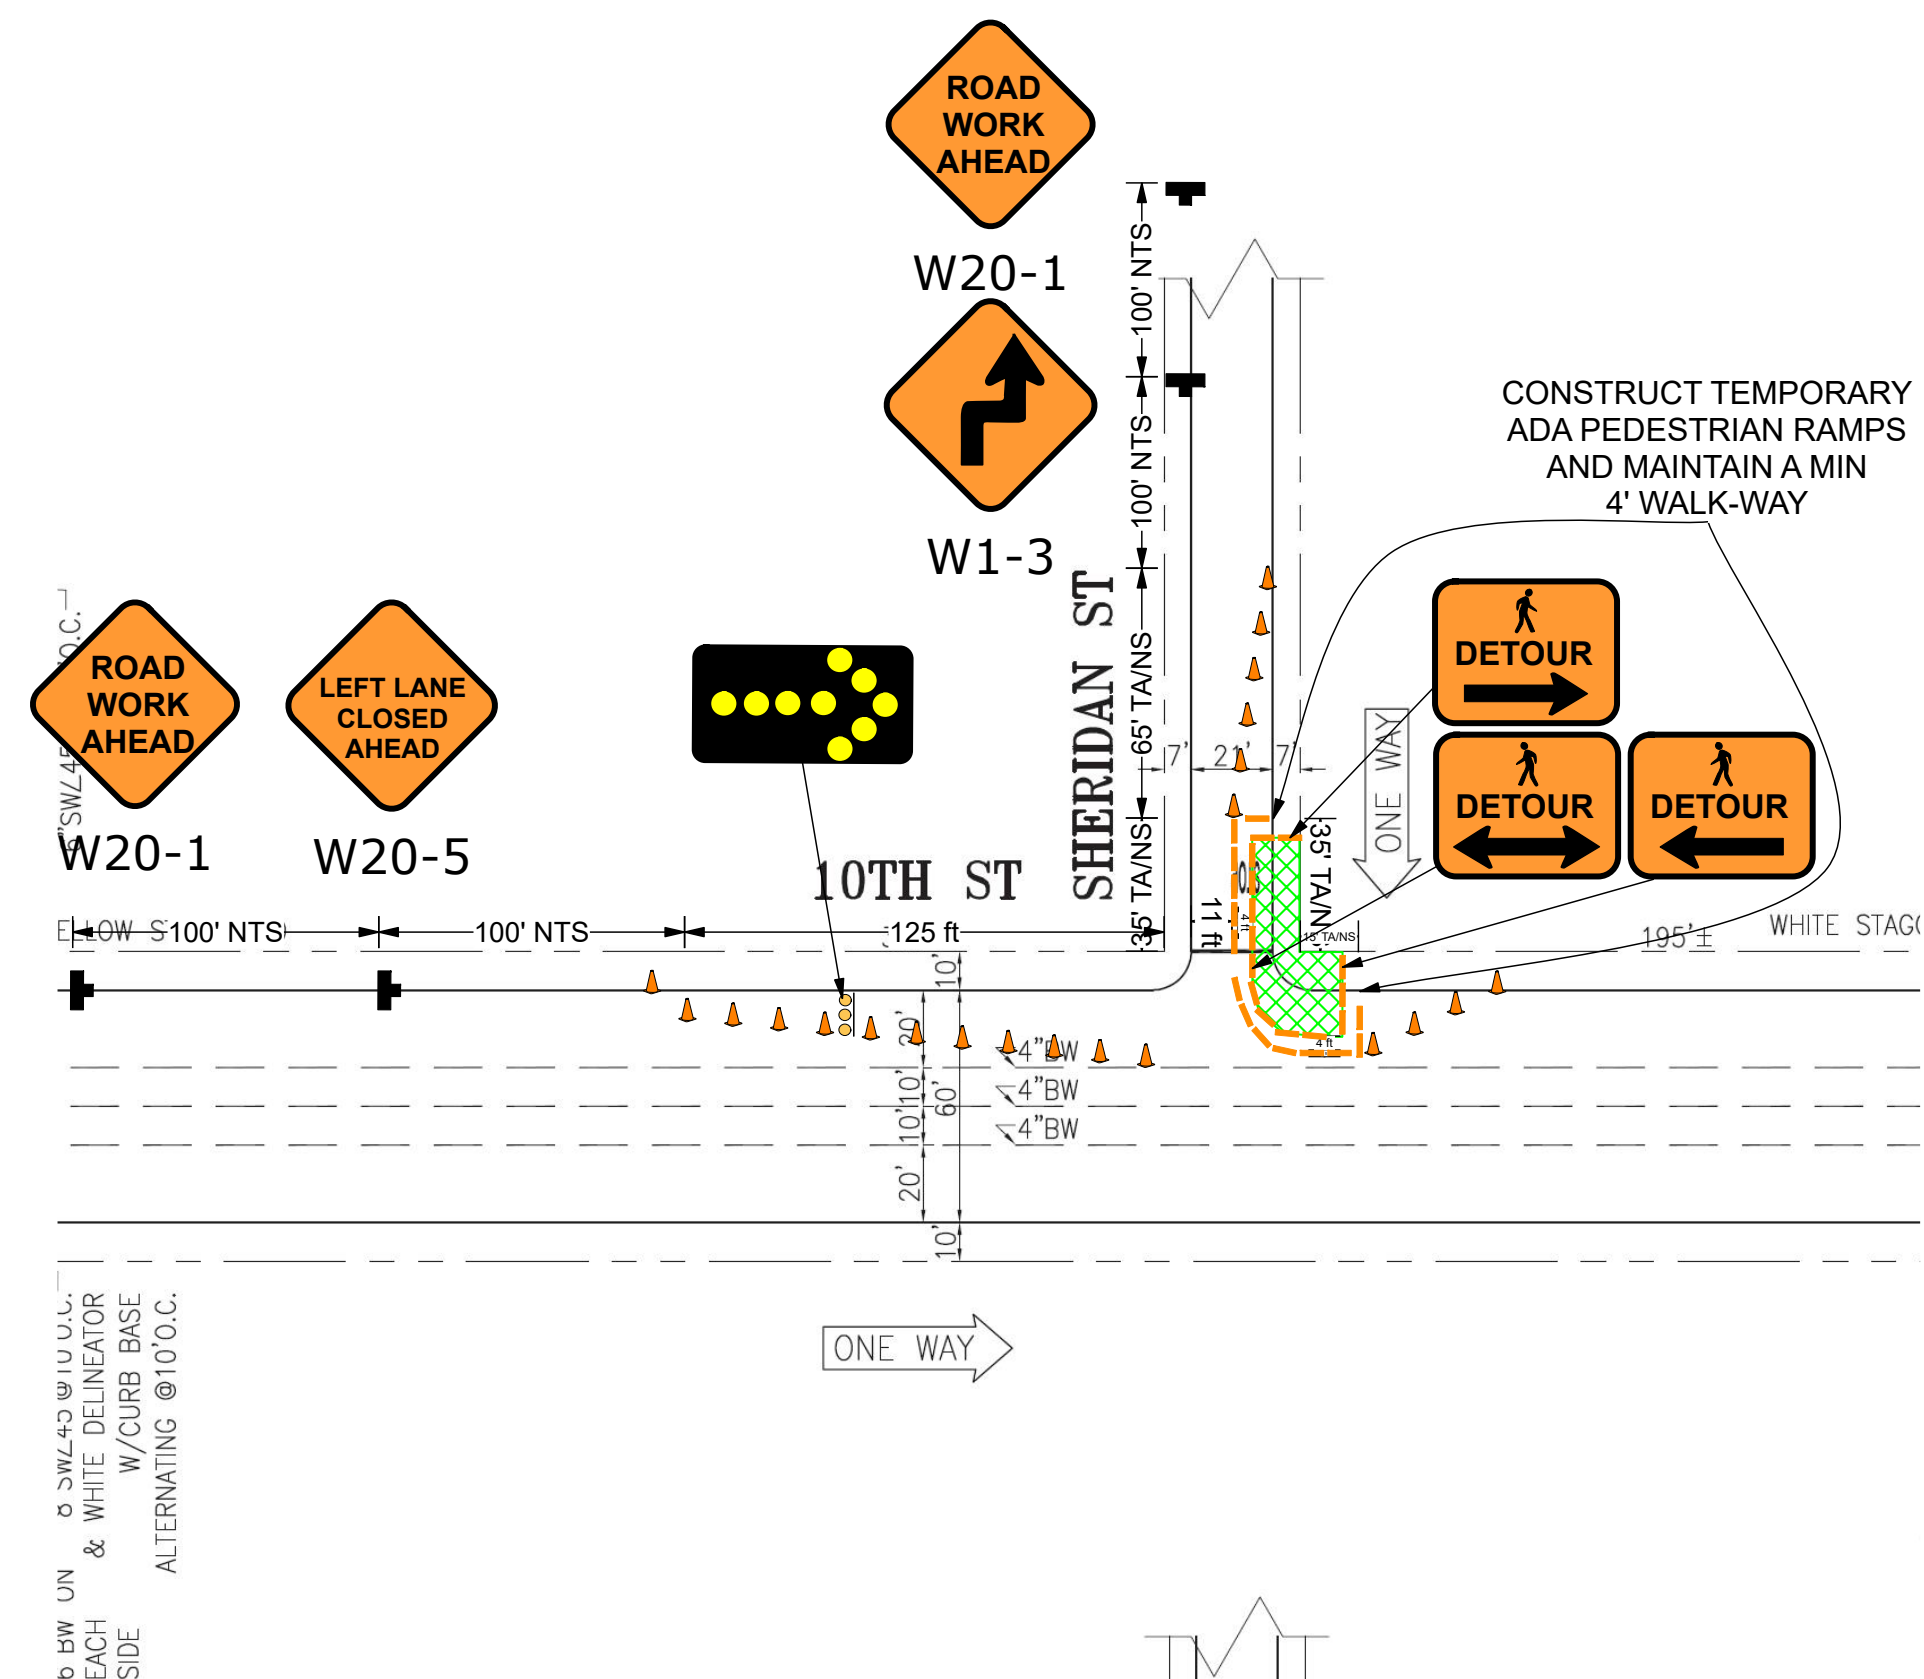 ROAD
WORK
AHEAD
W20-1
W1-3
100' NTS
100' NTS
65' TA/NS
35' TA/NS
SHERIDAN ST
CONSTRUCT TEMPORARY
ADA PEDESTRIAN RAMPS
AND MAINTAIN A MIN
4' WALK-WAY
DETOUR
DETOUR
DETOUR
ONE WAY
7'
21'
7'
35' TA/N
11 ft
4 ft
15' TA/NS
ROAD
WORK
AHEAD
W20-1
LEFT LANE
CLOSED
AHEAD
W20-5
10TH ST
100' NTS
100' NTS
125 ft
195'±
WHITE
10'
20'
4"BW
10'
4"BW
10'
4"BW
60'
20'
10'
4 ft
ONE WAY
& WHITE DELINEATOR
W/CURB BASE
ALTERNATING @10'O.C.
EACH
SIDE